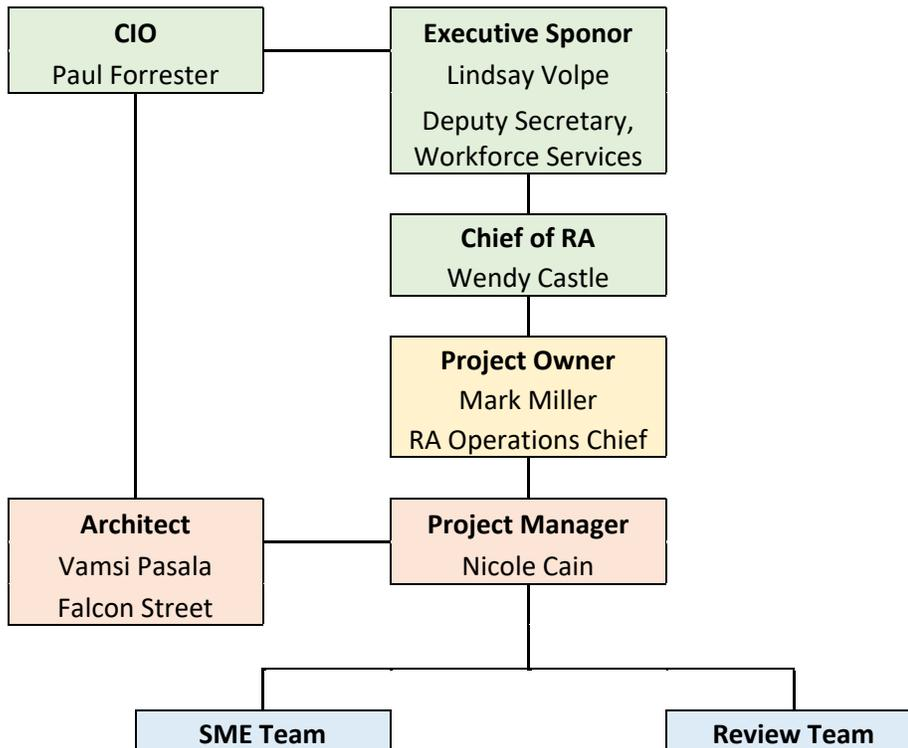 CIO
Paul Forrester
Executive Sponor
Lindsay Volpe
Deputy Secretary,
Workforce Services
Chief of RA
Wendy Castle
Project Owner
Mark Miller
RA Operations Chief
Architect
Vamsi Pasala
Falcon Street
Project Manager
Nicole Cain
SME Team
Review Team